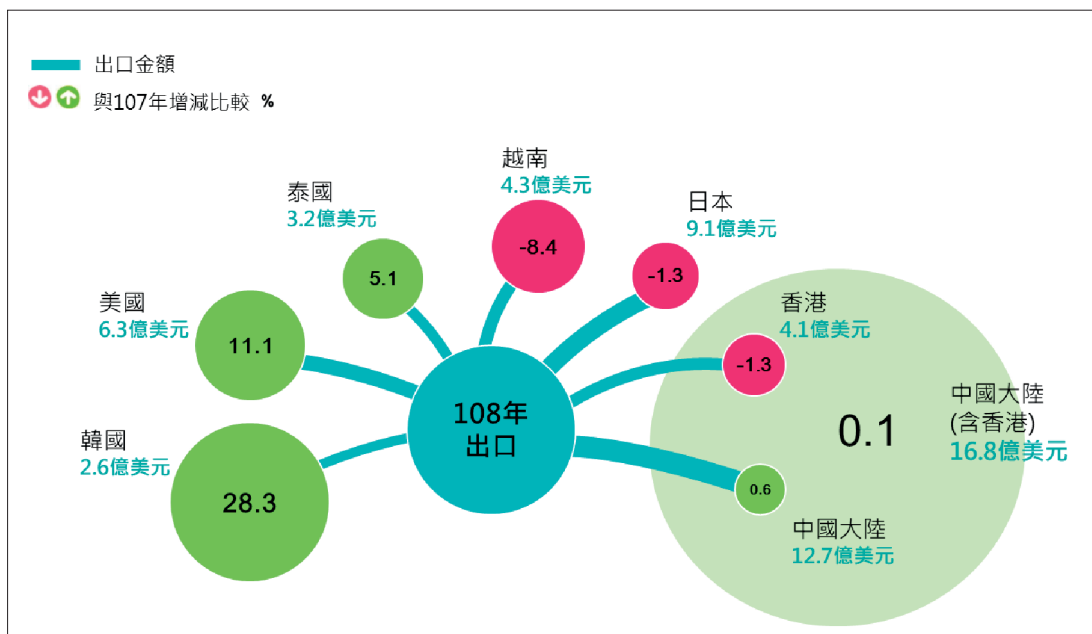 出口金額
與107年增減比較 %
越南
4.3億美元
-8.4
泰國
3.2億美元
5.1
日本
9.1億美元
-1.3
美國
6.3億美元
11.1
香港
4.1億美元
-1.3
韓國
2.6億美元
28.3
108年
出口
0.1
中國大陸
(含香港)
16.8億美元
0.6
中國大陸
12.7億美元